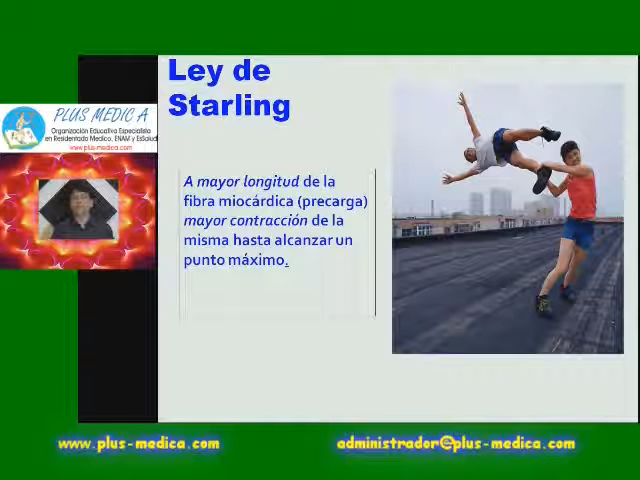 Ley de
Starling
PLUS MEDIC A
Organización Educativa Especialista
en Residentado Medico, ENAM y EsSalud
www.plus-medica.com
A mayor longitud de la
fibra miocárdica (precarga)
mayor contracción de la
misma hasta alcanzar un
punto máximo.
www.plus-medica.com
administrador@plus-medica.com